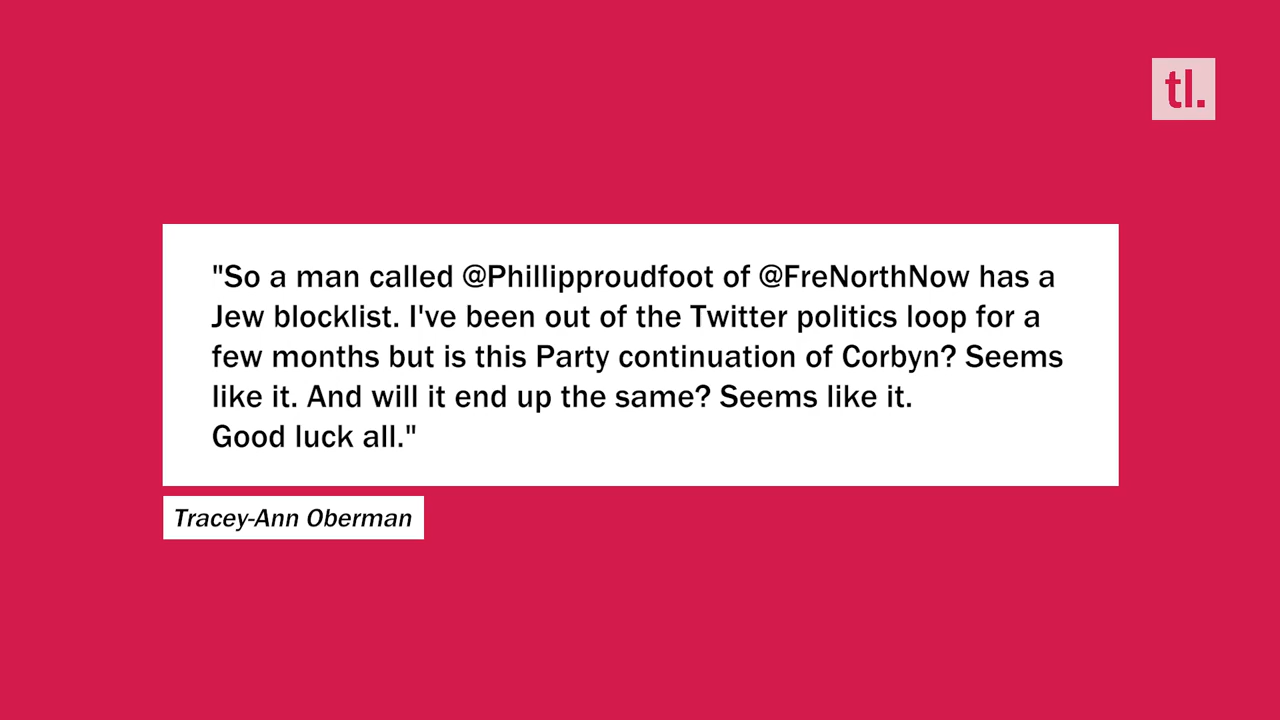 tl.
"So a man called @Phillipproudfoot of @FreNorthNow has a
Jew blocklist. I've been out of the Twitter politics loop for a
few months but is this Party continuation of Corbyn? Seems
like it. And will it end up the same? Seems like it.
Good luck all."
Tracey-Ann Oberman